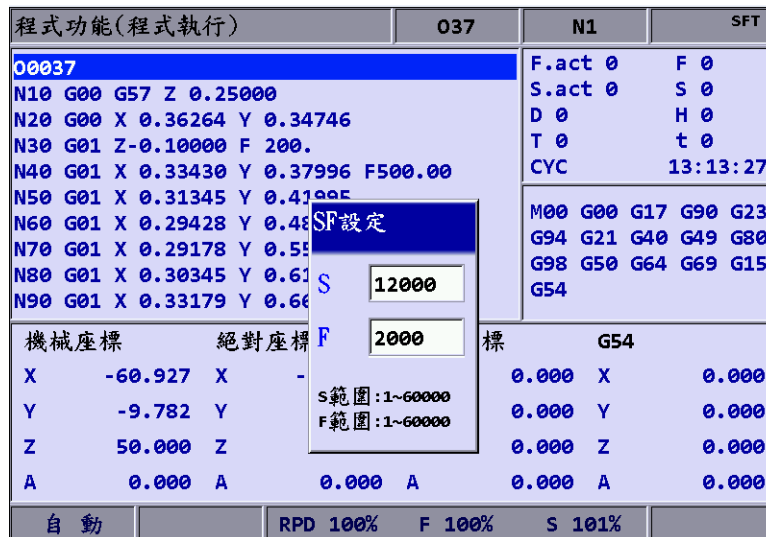 程式功能(程式執行) O37 N1 SFT
O0037
N10 G00 G57 Z 0.25000
N20 G00 X 0.36264 Y 0.34746
N30 G01 Z-0.10000 F 200.
N40 G01 X 0.33430 Y 0.37996 F500.00
N50 G01 X 0.31345 Y 0.41995
N60 G01 X 0.29428 Y 0.48
N70 G01 X 0.29178 Y 0.55
N80 G01 X 0.30345 Y 0.61
N90 G01 X 0.33179 Y 0.66
F.act 0 F 0
S.act 0 S 0
D 0 H 0
T 0 t 0
CYC 13:13:27
M00 G00 G17 G90 G23
G94 G21 G40 G49 G80
G98 G50 G64 G69 G15
G54
SF設定
S 12000
F 2000
S範圍:1~60000
F範圍:1~60000
機械座標 絕對座標 標 G54
X -60.927 X - 0.000 X 0.000
Y -9.782 Y 0.000 Y 0.000
Z 50.000 Z 0.000 Z 0.000
A 0.000 A 0.000 A 0.000 A 0.000
自動 RPD 100% F 100% S 101%